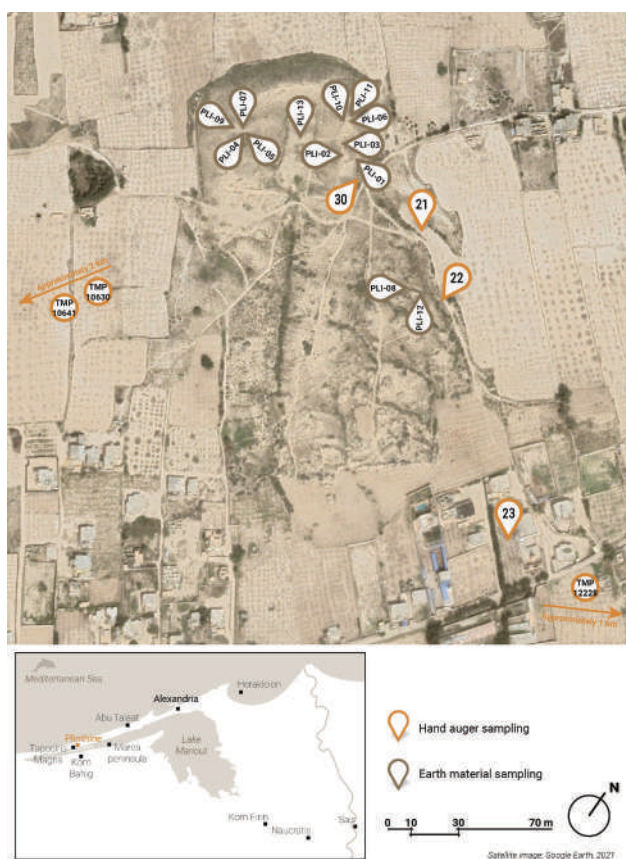 PLI-07
PLI-09
PLI-13
PLI-10
PLI-11
PLI-06
PLI-04
PLI-05
PLI-03
PLI-02
PLI-01
30
21
22
PLI-08
PLI-12
TMP
10630
TMP
10641
23
TMP
Approximately
Mediterranean Sea
Herakleion
Alexandria
Abu Talaat
Plinthine
Taposiris
Magna
Kom
Bahig
Marea
peninsula
Lake
Mariout
Kom Firin
Naucratis
Sais
Hand auger sampling
Earth material sampling
N
0 10 30 70 m
Satellite image: Google Earth, 2021